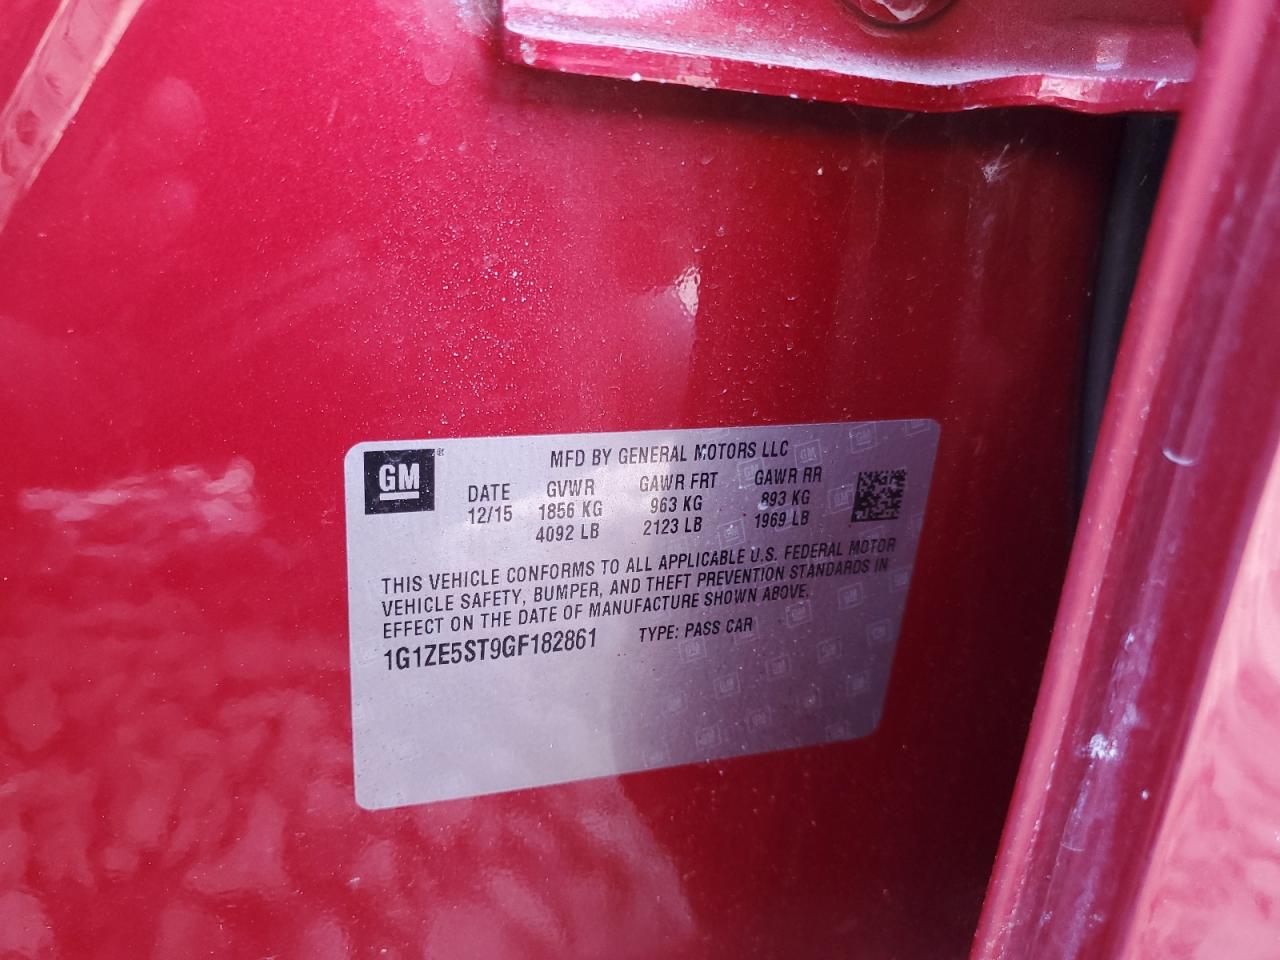 GM
MFD BY GENERAL MOTORS LLC
DATE GVWR GAWR FRT GAWR RR
12/15 1856 KG 963 KG 893 KG
4092 LB 2123 LB 1969 LB
THIS VEHICLE CONFORMS TO ALL APPLICABLE U.S. FEDERAL MOTOR
VEHICLE SAFETY, BUMPER, AND THEFT PREVENTION STANDARDS IN
EFFECT ON THE DATE OF MANUFACTURE SHOWN ABOVE.
1G1ZE5ST9GF182861 TYPE: PASS CAR